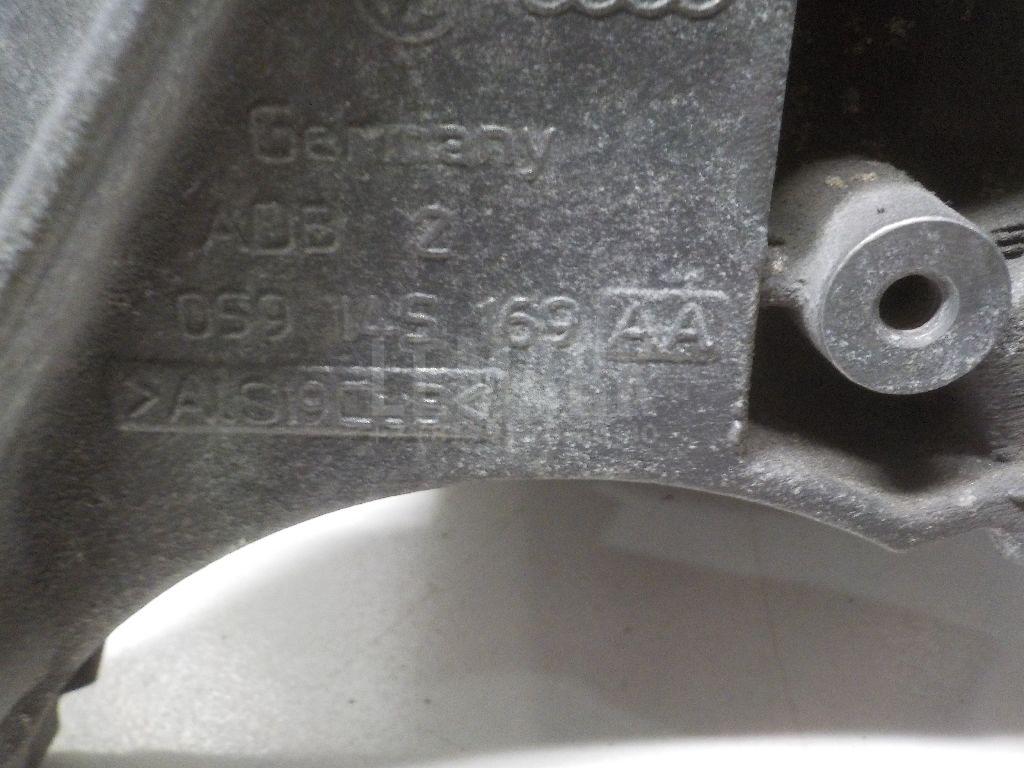 Germany
ADB 2
059 145 169 AA
>AlSi9Cu3<